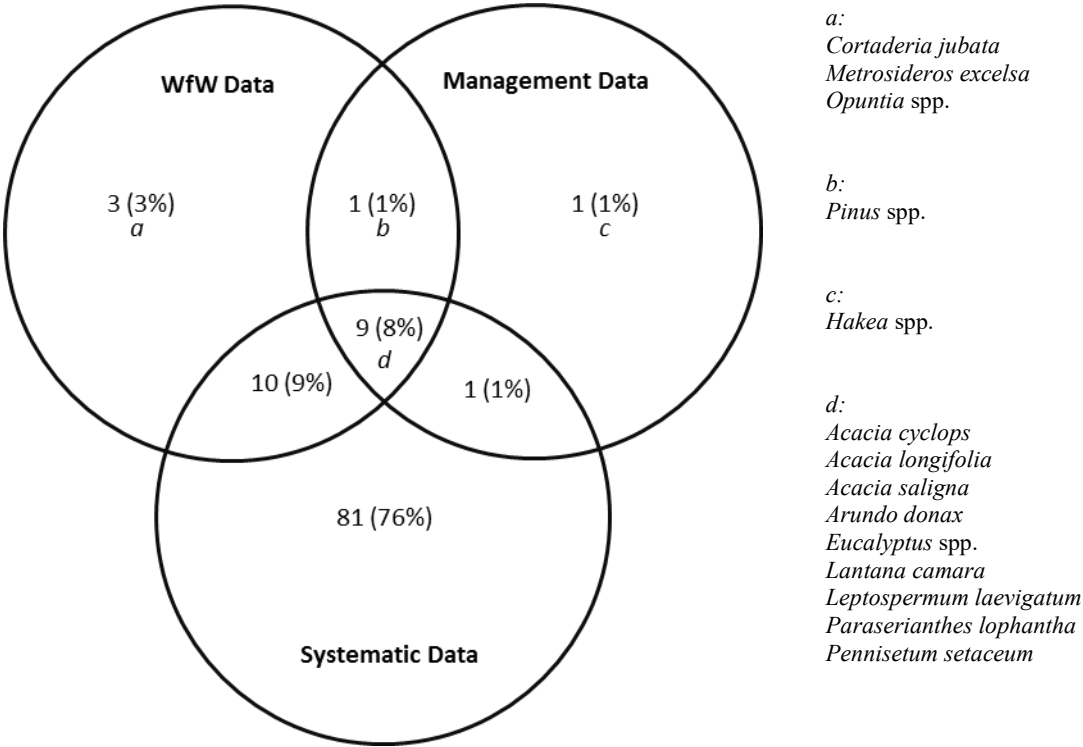 WfW Data
Management Data
3 (3%)
a
1 (1%)
b
1 (1%)
c
9 (8%)
d
10 (9%)
1 (1%)
81 (76%)
Systematic Data
a:
Cortaderia jubata
Metrosideros excelsa
Opuntia spp.
b:
Pinus spp.
c:
Hakea spp.
d:
Acacia cyclops
Acacia longifolia
Acacia saligna
Arundo donax
Eucalyptus spp.
Lantana camara
Leptospermum laevigatum
Paraserianthes lophantha
Pennisetum setaceum